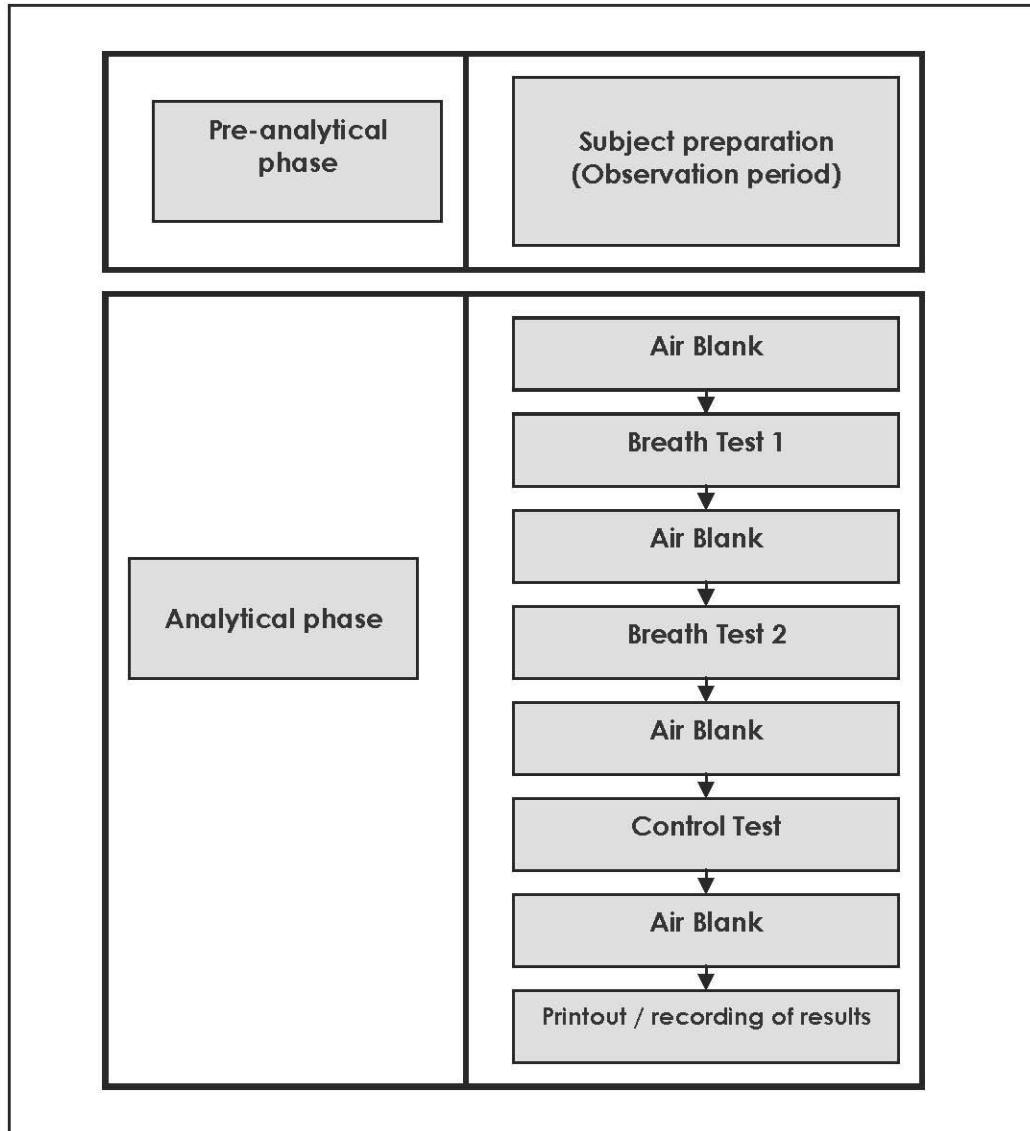 Pre-analytical
phase
Subject preparation
(Observation period)
Analytical phase
Air Blank
Breath Test 1
Air Blank
Breath Test 2
Air Blank
Control Test
Air Blank
Printout / recording of results